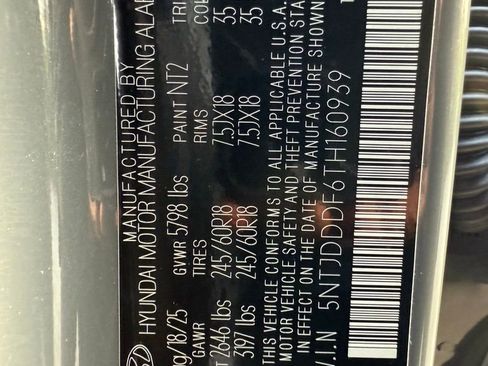 MANUFACTURED BY
HYUNDAI MOTOR MANUFACTURING ALA
/18/25 GVWR 5798 lbs PAINT NT2 TRI
GAWR TIRES RIMS
2646 lbs 245/60R18 7.5JX18 35
3197 lbs 245/60R18 7.5JX18 35
THIS VEHICLE CONFORMS TO ALL APPLICABLE U.S.A.
MOTOR VEHICLE SAFETY AND THEFT PREVENTION STA
IN EFFECT ON THE DATE OF MANUFACTURE SHOWN
V.I.N 5NTJDDDF6TH160939